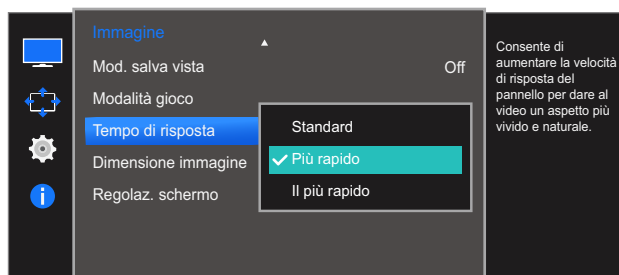 Immagine
Mod. salva vista Off
Modalità gioco
Tempo di risposta
Dimensione immagine
Regolaz. schermo
Standard
Più rapido
Il più rapido
Consente di
aumentare la velocità
di risposta del
pannello per dare al
video un aspetto più
vivido e naturale.